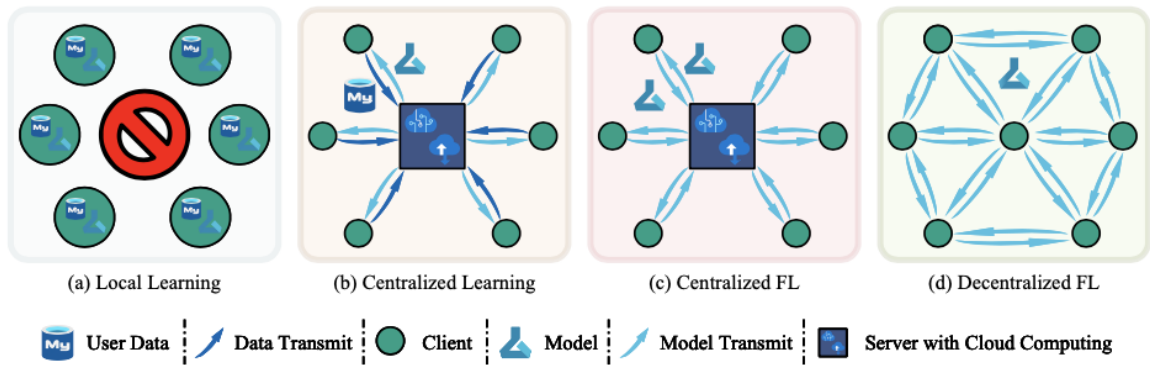 My My
My My
My My
My
(a) Local Learning (b) Centralized Learning (c) Centralized FL (d) Decentralized FL
My User Data Data Transmit Client Model Model Transmit Server with Cloud Computing